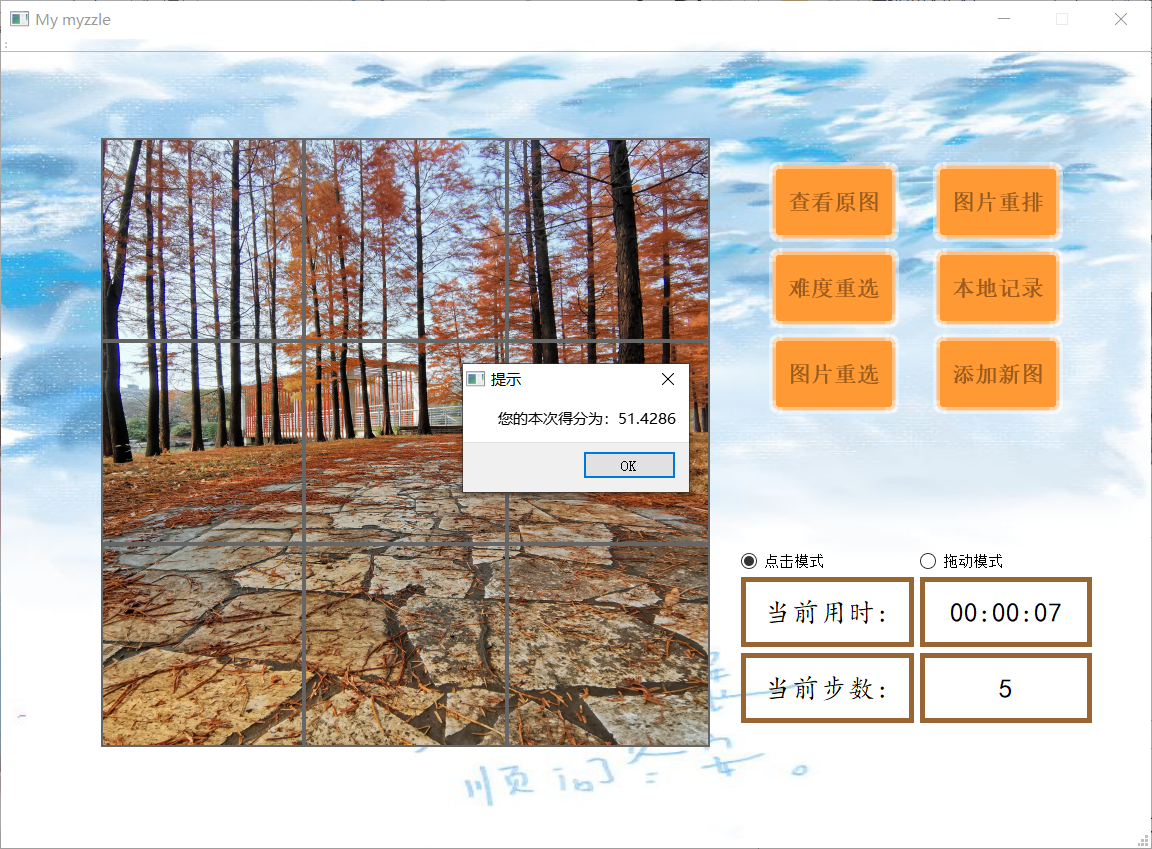 My myzzle
查看原图
图片重排
难度重选
本地记录
图片重选
添加新图
提示
您的本次得分为：51.4286
OK
点击模式
拖动模式
当前用时：
00:00:07
当前步数：
5